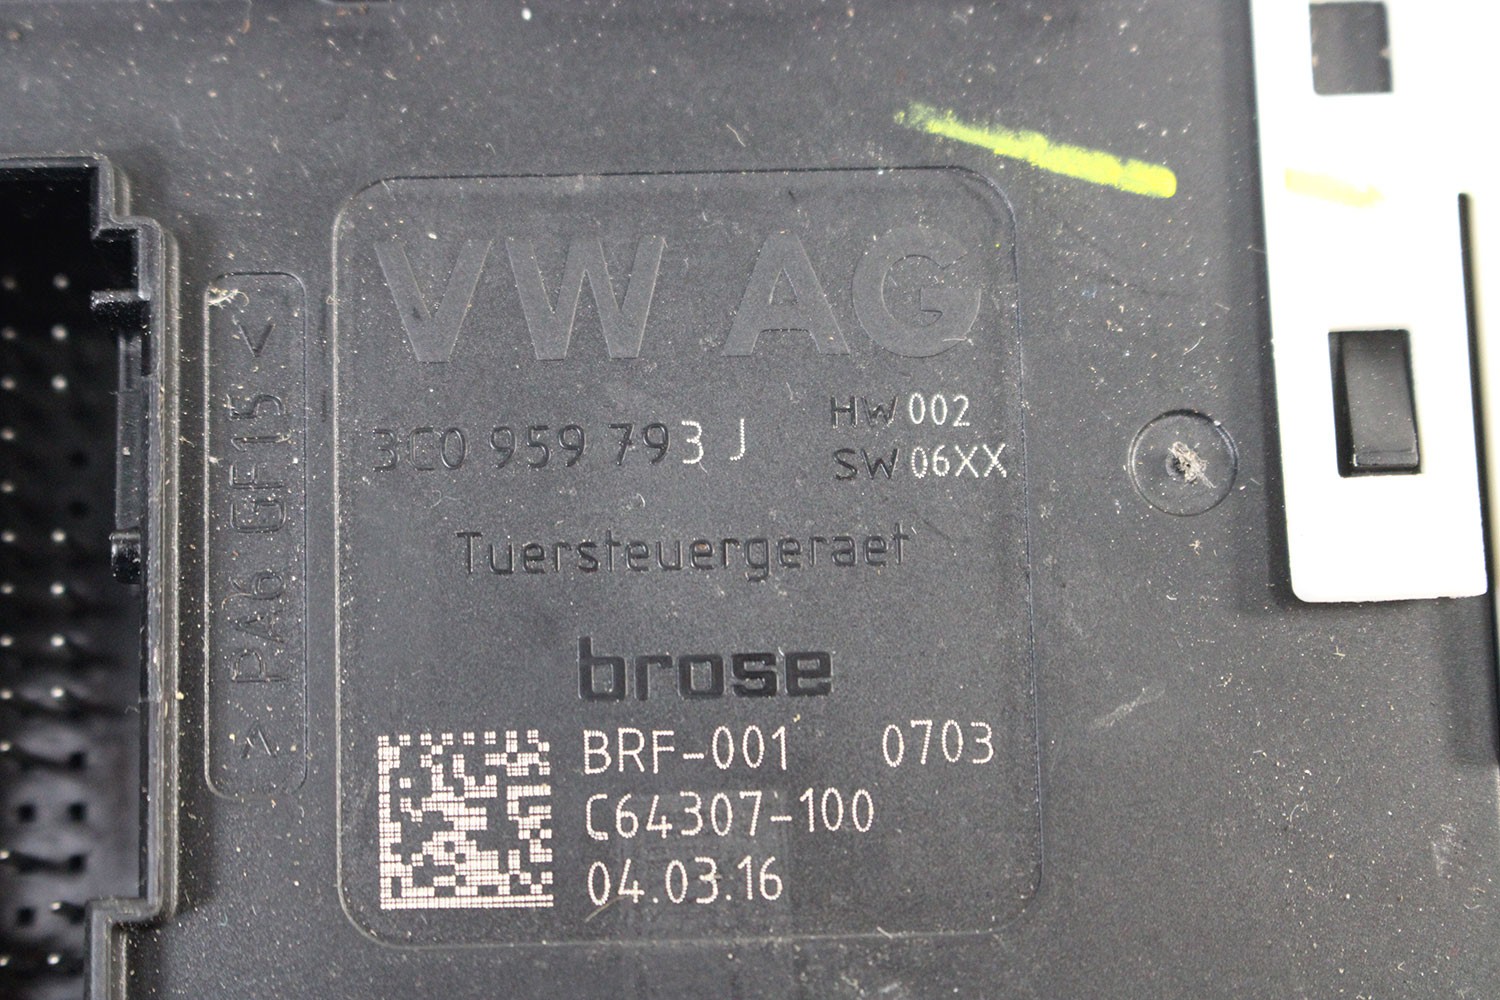 VW AG
3C0 959 793 J
HW 002
SW 06XX
Tuersteuergeraet
brose
BRF-001 0703
C64307-100
04.03.16
> PA6 GF15 <